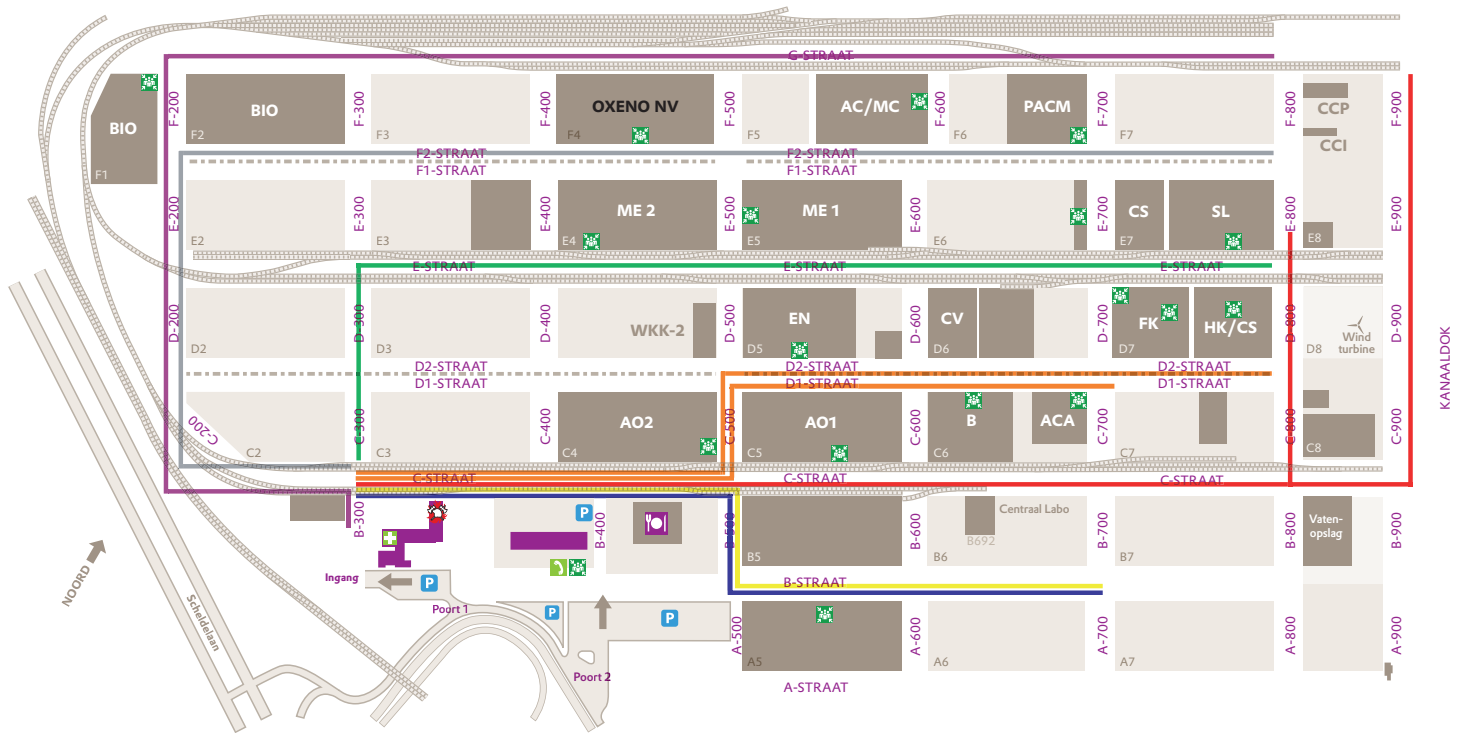 G-STRAAT
BIO
F1
F-200
BIO
F2
F-300
F3
F-400
OXENO NV
F4
F-500
F5
AC/MC
F-600
F6
PACM
F-700
F7
F-800
CCP
CCI
F-900
F2-STRAAT
F2-STRAAT
F1-STRAAT
F1-STRAAT
E-200
E2
E-300
E3
E-400
ME 2
E4
E-500
ME 1
E5
E-600
E6
E-700
CS
E7
SL
E-800
E8
E-900
E-STRAAT
E-STRAAT
E-STRAAT
D-200
D2
D-300
D3
D-400
WKK-2
D-500
EN
D5
D-600
CV
D6
D-700
FK
D7
HK/CS
D-800
D8
Wind
turbine
D-900
KANAALDOK
D2-STRAAT
D2-STRAAT
D2-STRAAT
D1-STRAAT
D1-STRAAT
D1-STRAAT
C-200
C2
C-300
C3
C-400
AO2
C4
C-500
AO1
C5
C-600
B
C6
ACA
C-700
C7
C-800
C8
C-900
C-STRAAT
C-STRAAT
C-STRAAT
B-300
P
B-400
B-500
B5
B-600
Centraal Labo
B692
B6
B-700
B7
B-800
Vaten-
opslag
B-900
B-STRAAT
NOORD
Scheldelaan
Ingang
P
Poort 1
P
P
Poort 2
A-500
A5
A-600
A6
A-700
A7
A-800
A-900
A-STRAAT